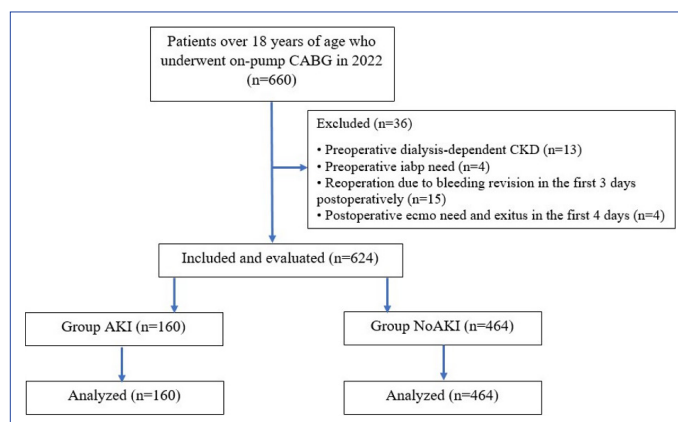 Patients over 18 years of age who
underwent on-pump CABG in 2022
(n=660)
Excluded (n=36)
• Preoperative dialysis-dependent CKD (n=13)
• Preoperative iabp need (n=4)
• Reoperation due to bleeding revision in the first 3 days
postoperatively (n=15)
• Postoperative ecmo need and exitus in the first 4 days (n=4)
Included and evaluated (n=624)
Group AKI (n=160)
Group NoAKI (n=464)
Analyzed (n=160)
Analyzed (n=464)